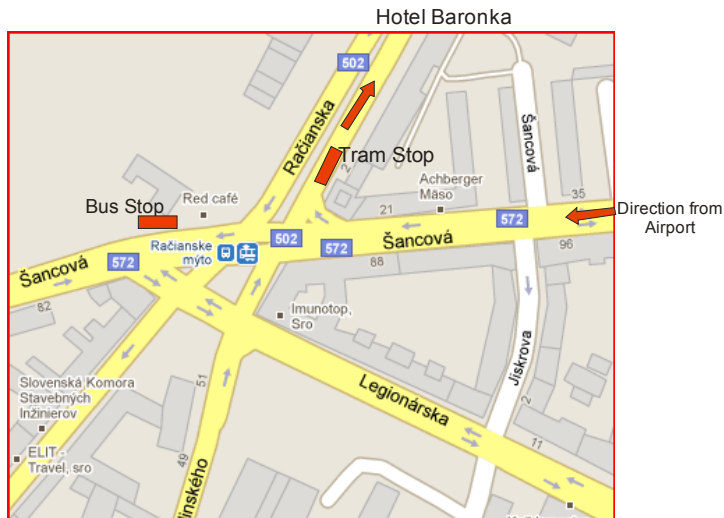 Hotel Baronka
502
Račianska
Šancová
Tram Stop
2
Achberger
Mäso
35
Bus Stop
Red café
21
572
Direction from
Airport
Račianske
mýto
502
572
Šancová
96
Šancová
572
88
82
Imunotop,
Sro
Jiskrova
Slovenská Komora
Stavebných
Inžinierov
51
Legionárska
2
11
ELIT -
Travel, sro
49
linského